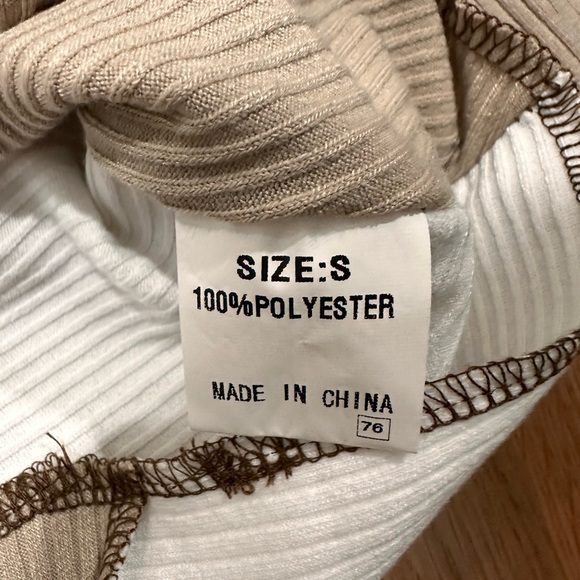 SIZE:S
100%POLYESTER
MADE IN CHINA
76